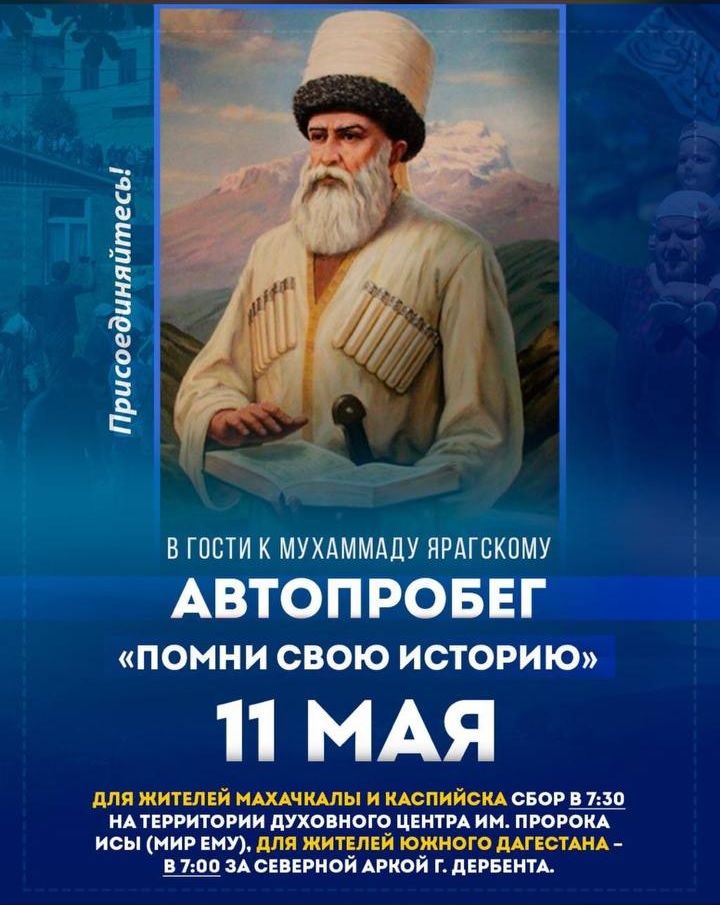 Присоединяйтесь!
В ГОСТИ К МУХАММАДУ ЯРАГСКОМУ
АВТОПРОБЕГ
«ПОМНИ СВОЮ ИСТОРИЮ»
11 МАЯ
ДЛЯ ЖИТЕЛЕЙ МАХАЧКАЛЫ И КАСПИЙСКА СБОР В 7:30
НА ТЕРРИТОРИИ ДУХОВНОГО ЦЕНТРА ИМ. ПРОРОКА
ИСЫ (МИР ЕМУ), ДЛЯ ЖИТЕЛЕЙ ЮЖНОГО ДАГЕСТАНА –
В 7:00 ЗА СЕВЕРНОЙ АРКОЙ Г. ДЕРБЕНТА.